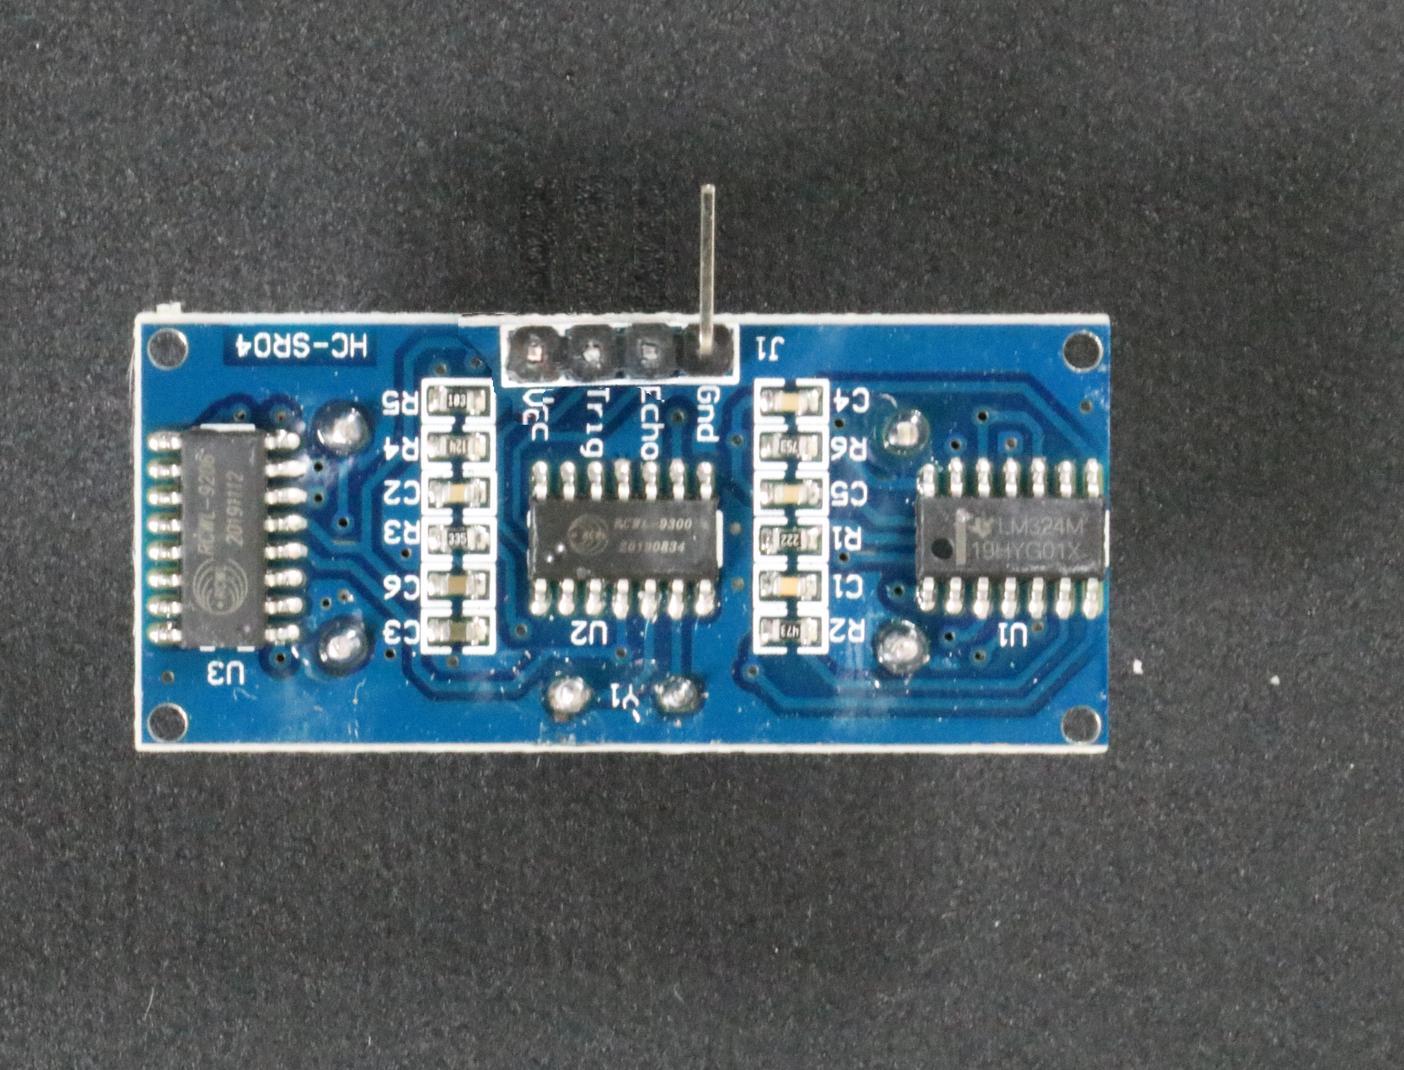 HC-SR04
J1
Vcc
Trig
Echo
Gnd
R5
R4
C2
R3
C6
C3
C4
R6
C5
R1
C1
R2
124
222
473
RCWL-9206
20191112
RCWL-9300
20190834
LM324M
19HYG01X
U3
U2
U1
Y1